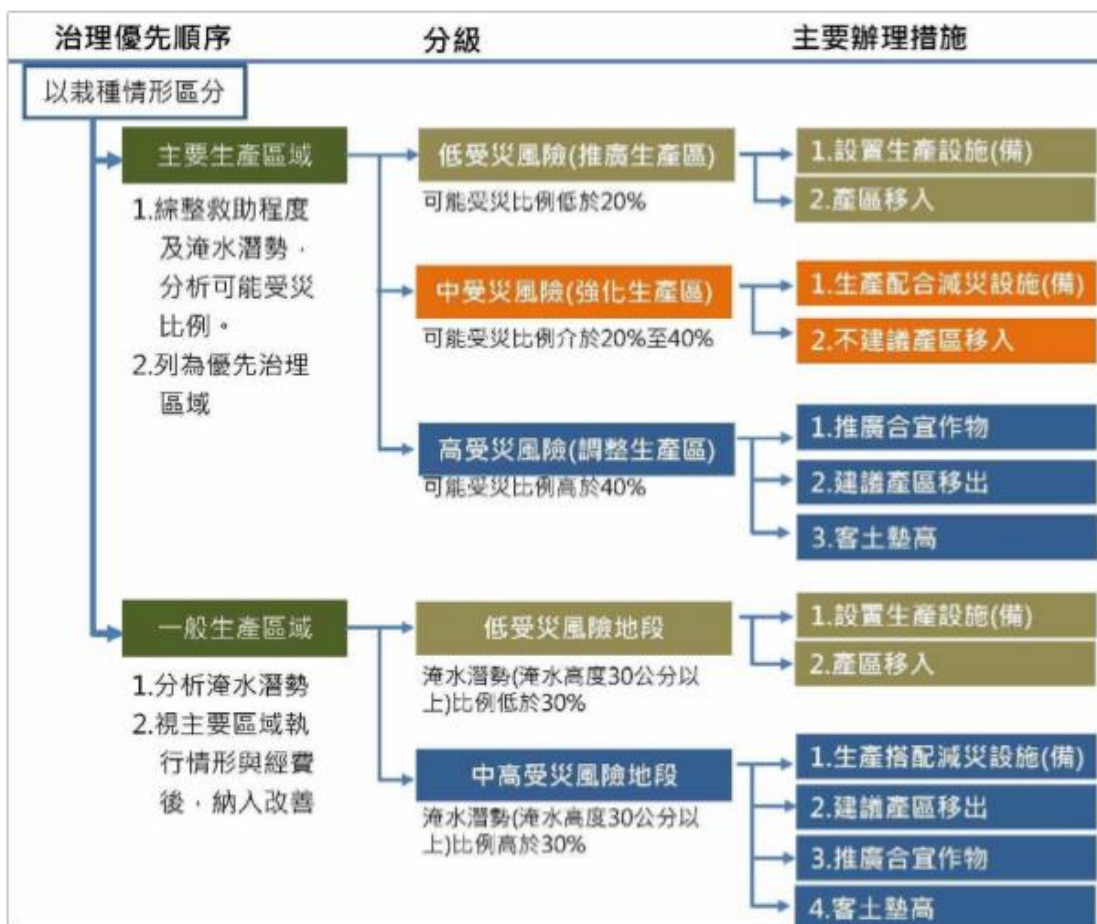 治理優先順序 分級 主要辦理措施
以栽種情形區分
主要生產區域
1.綜整救助程度
及淹水潛勢，
分析可能受災
比例。
2.列為優先治理
區域
低受災風險(推廣生產區)
可能受災比例低於20%
1.設置生產設施(備)
2.產區移入
中受災風險(強化生產區)
可能受災比例介於20%至40%
1.生產配合減災設施(備)
2.不建議產區移入
高受災風險(調整生產區)
可能受災比例高於40%
1.推廣合宜作物
2.建議產區移出
3.客土墊高
一般生產區域
1.分析淹水潛勢
2.視主要區域執
行情形與經費
後，納入改善
低受災風險地段
淹水潛勢(淹水高度30公分以
上)比例低於30%
1.設置生產設施(備)
2.產區移入
中高受災風險地段
淹水潛勢(淹水高度30公分以
上)比例高於30%
1.生產搭配減災設施(備)
2.建議產區移出
3.推廣合宜作物
4.客土墊高